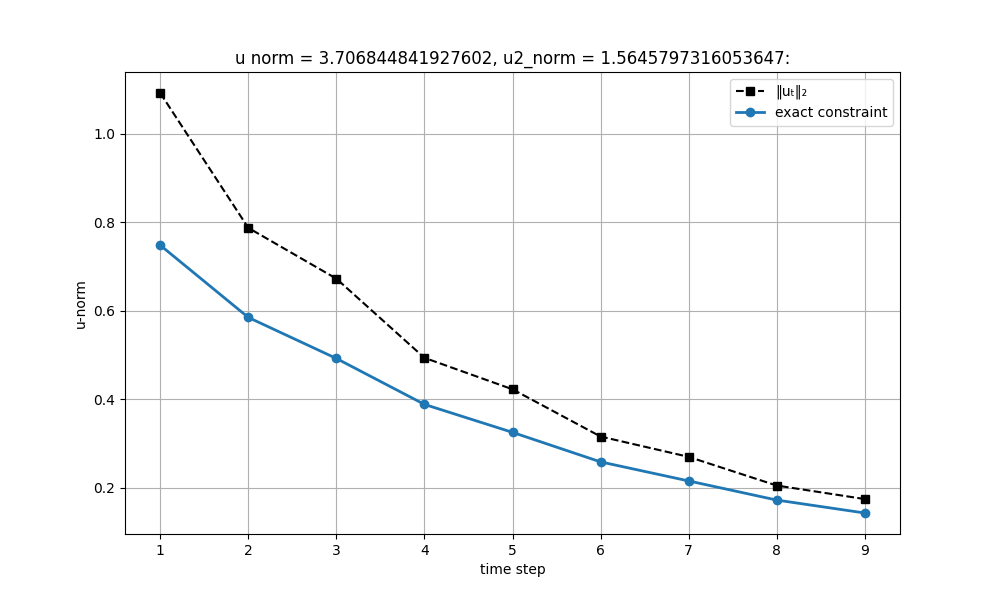 u norm = 3.706844841927602, u2_norm = 1.5645797316053647:
‖uₜ‖₂
exact constraint
u-norm
1.0
0.8
0.6
0.4
0.2
1 2 3 4 5 6 7 8 9
time step